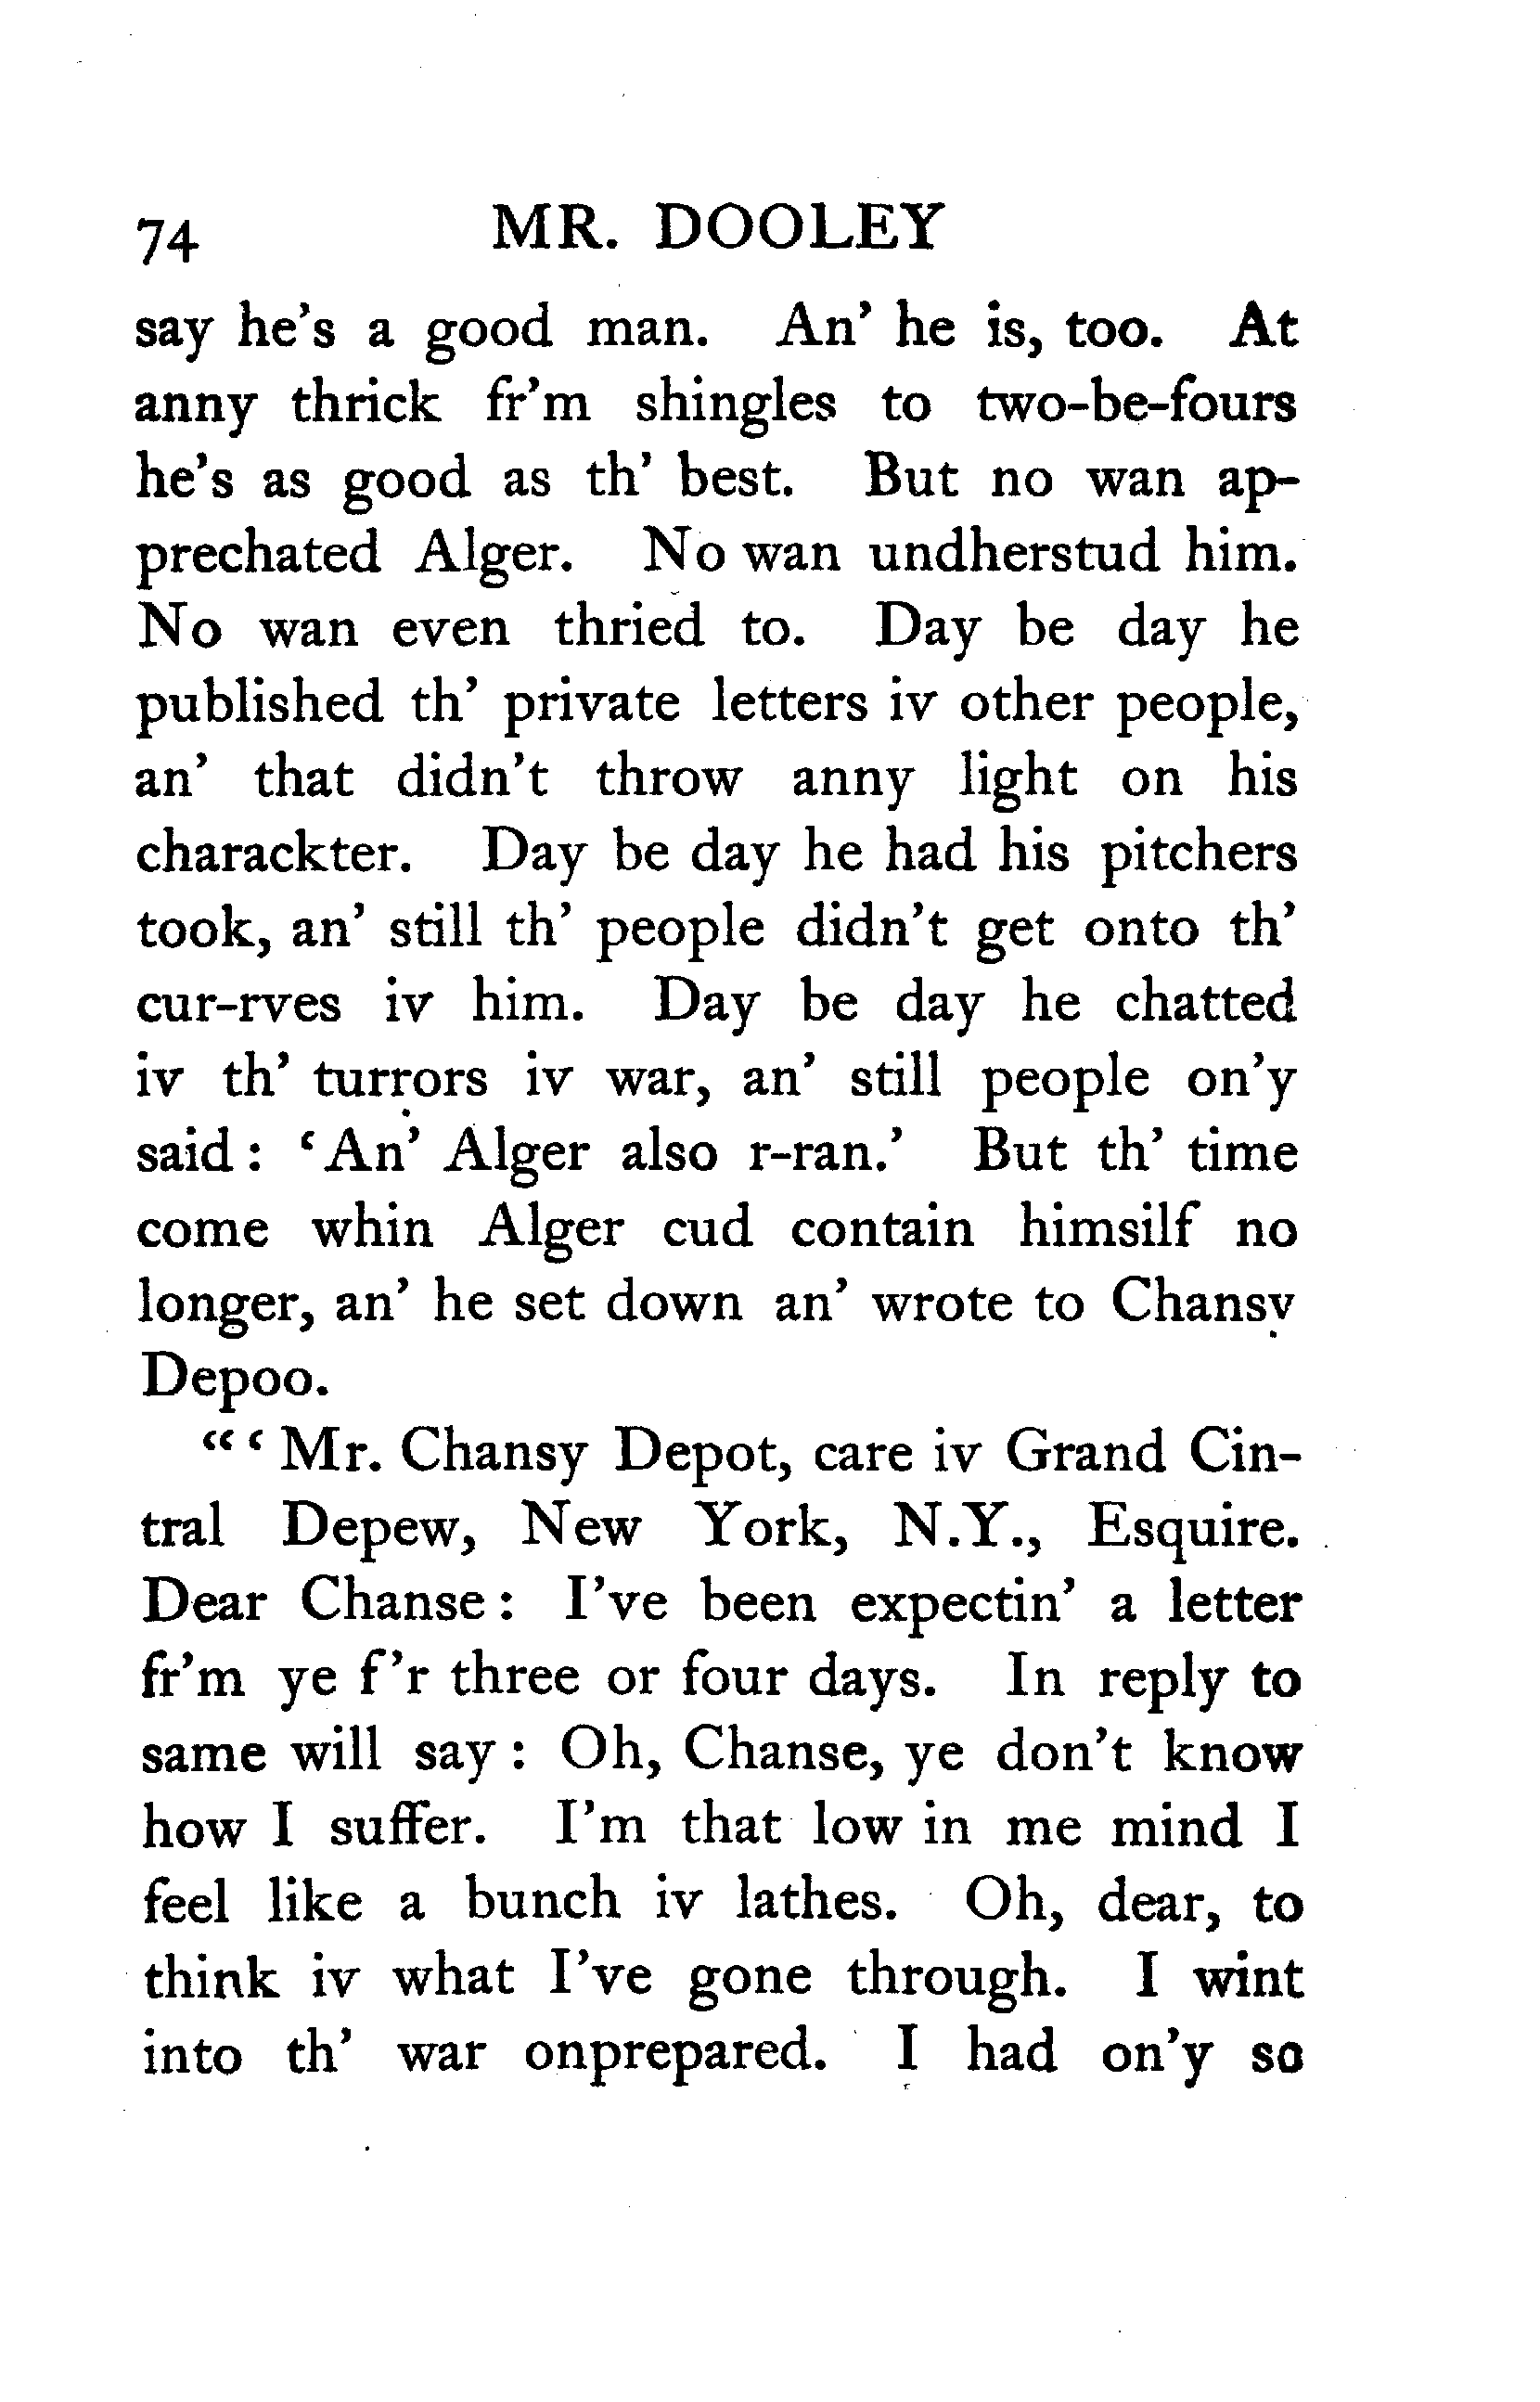 74 MR. DOOLEY
say he's a good man. An' he is, too. At
anny thrick fr'm shingles to two-be-fours
he's as good as th' best. But no wan ap-
prechated Alger. No wan undherstud him.
No wan even thried to. Day be day he
published th' private letters iv other people,
an' that didn't throw anny light on his
charackter. Day be day he had his pitchers
took, an' still th' people didn't get onto th'
cur-rves iv him. Day be day he chatted
iv th' turrors iv war, an' still people on'y
said : 'An' Alger also r-ran.' But th' time
come whin Alger cud contain himsilf no
longer, an' he set down an' wrote to Chansy
Depoo.
"'Mr. Chansy Depot, care iv Grand Cin-
tral Depew, New York, N.Y., Esquire.
Dear Chanse : I've been expectin' a letter
fr'm ye f'r three or four days. In reply to
same will say : Oh, Chanse, ye don't know
how I suffer. I'm that low in me mind I
feel like a bunch iv lathes. Oh, dear, to
think iv what I've gone through. I wint
into th' war onprepared. I had on'y so